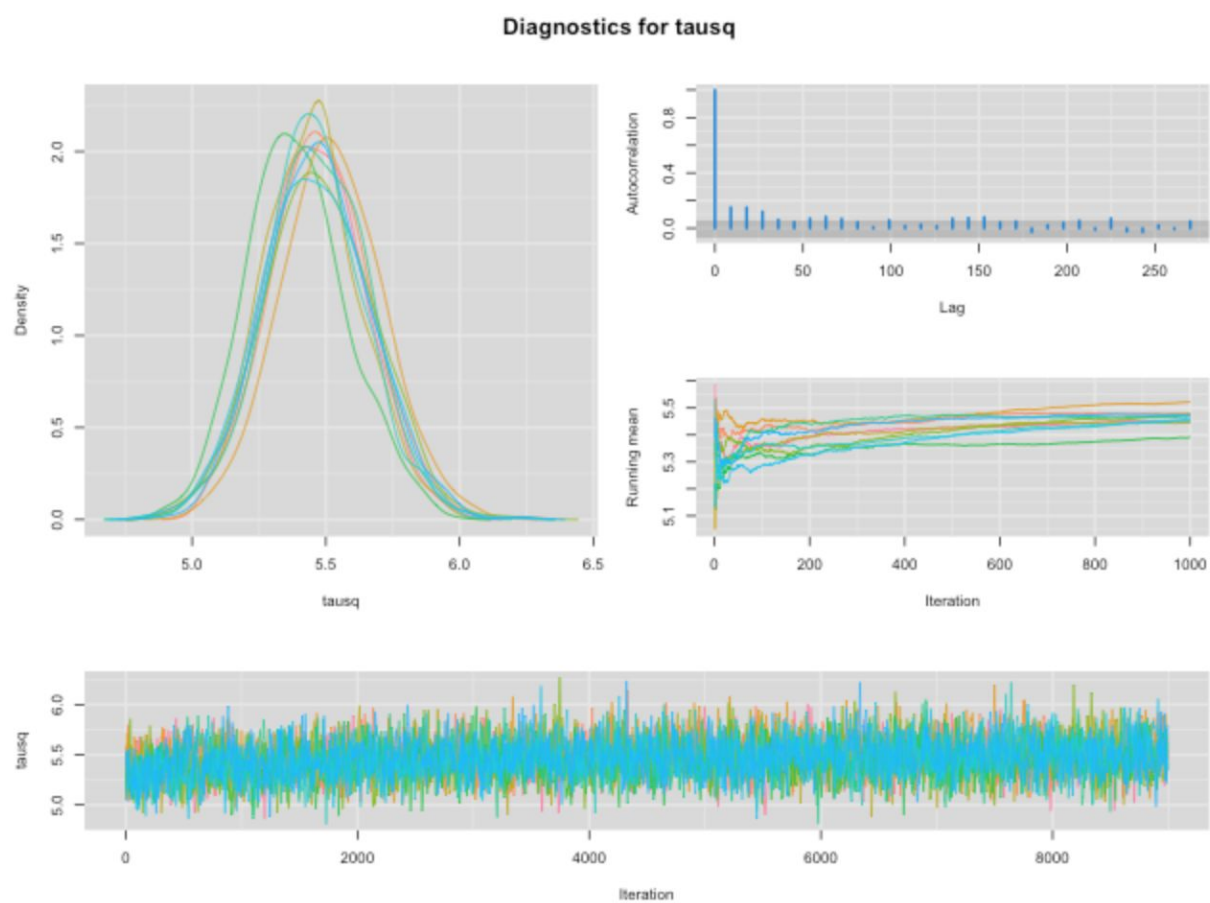 Diagnostics for tausq
Density
0.0 0.5 1.0 1.5 2.0
5.0 5.5 6.0 6.5
tausq
Autocorrelation
0.0 0.4 0.8
0 50 100 150 200 250
Lag
Running mean
5.1 5.3 5.5
0 200 400 600 800 1000
Iteration
tausq
5.0 5.5 6.0
0 2000 4000 6000 8000
Iteration